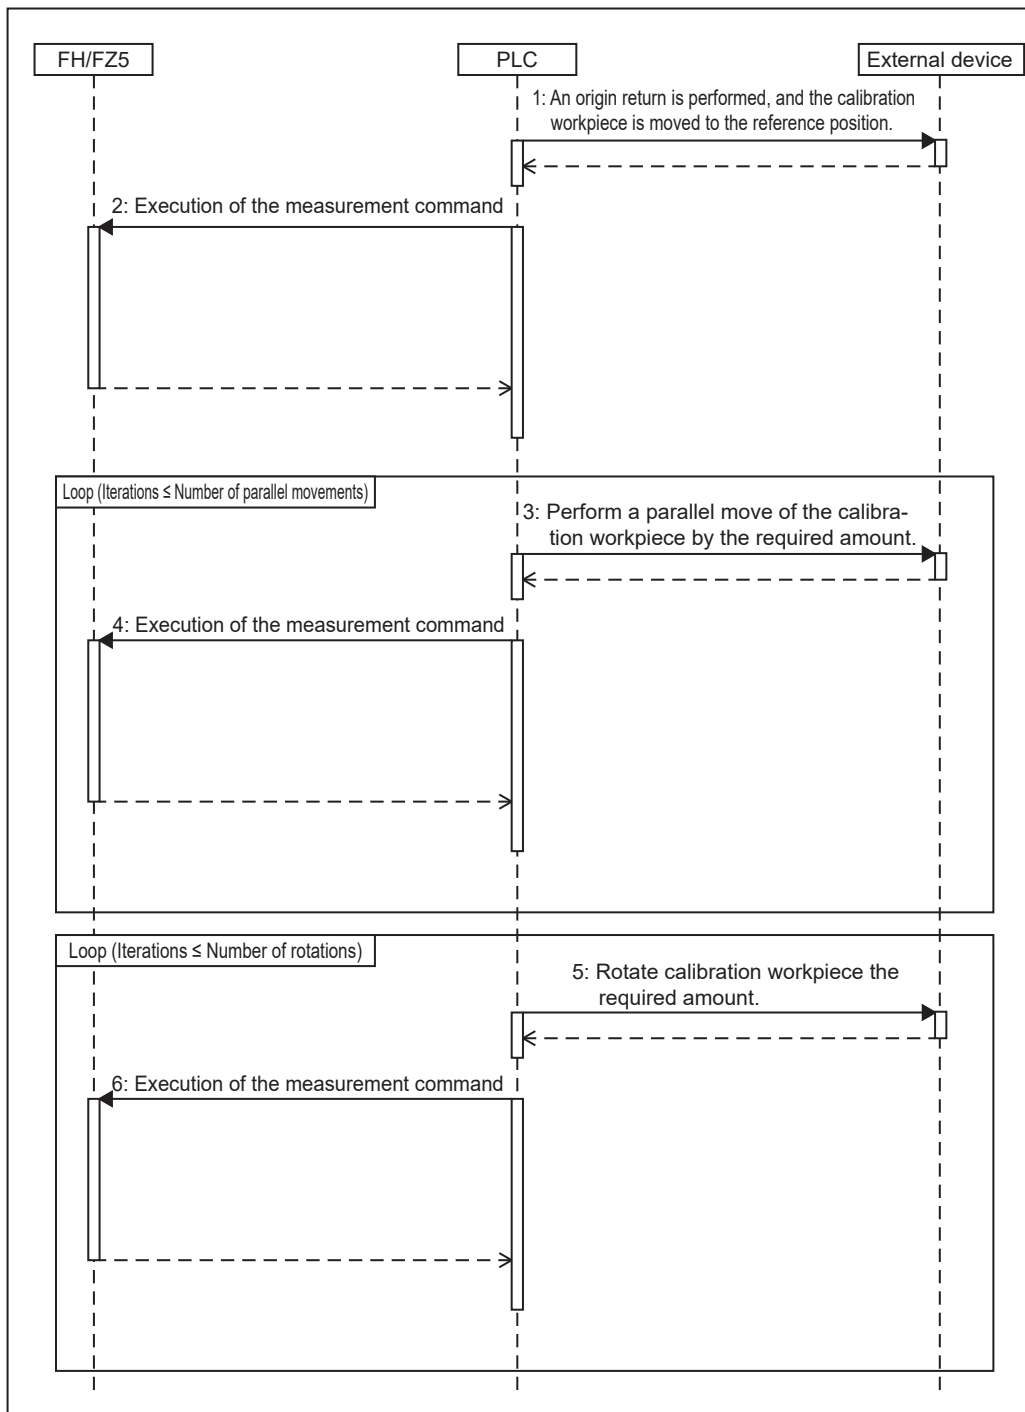 FH/FZ5
PLC
External device
1: An origin return is performed, and the calibration
workpiece is moved to the reference position.
2: Execution of the measurement command
Loop (Iterations ≤ Number of parallel movements)
3: Perform a parallel move of the calibra-
tion workpiece by the required amount.
4: Execution of the measurement command
Loop (Iterations ≤ Number of rotations)
5: Rotate calibration workpiece the
required amount.
6: Execution of the measurement command